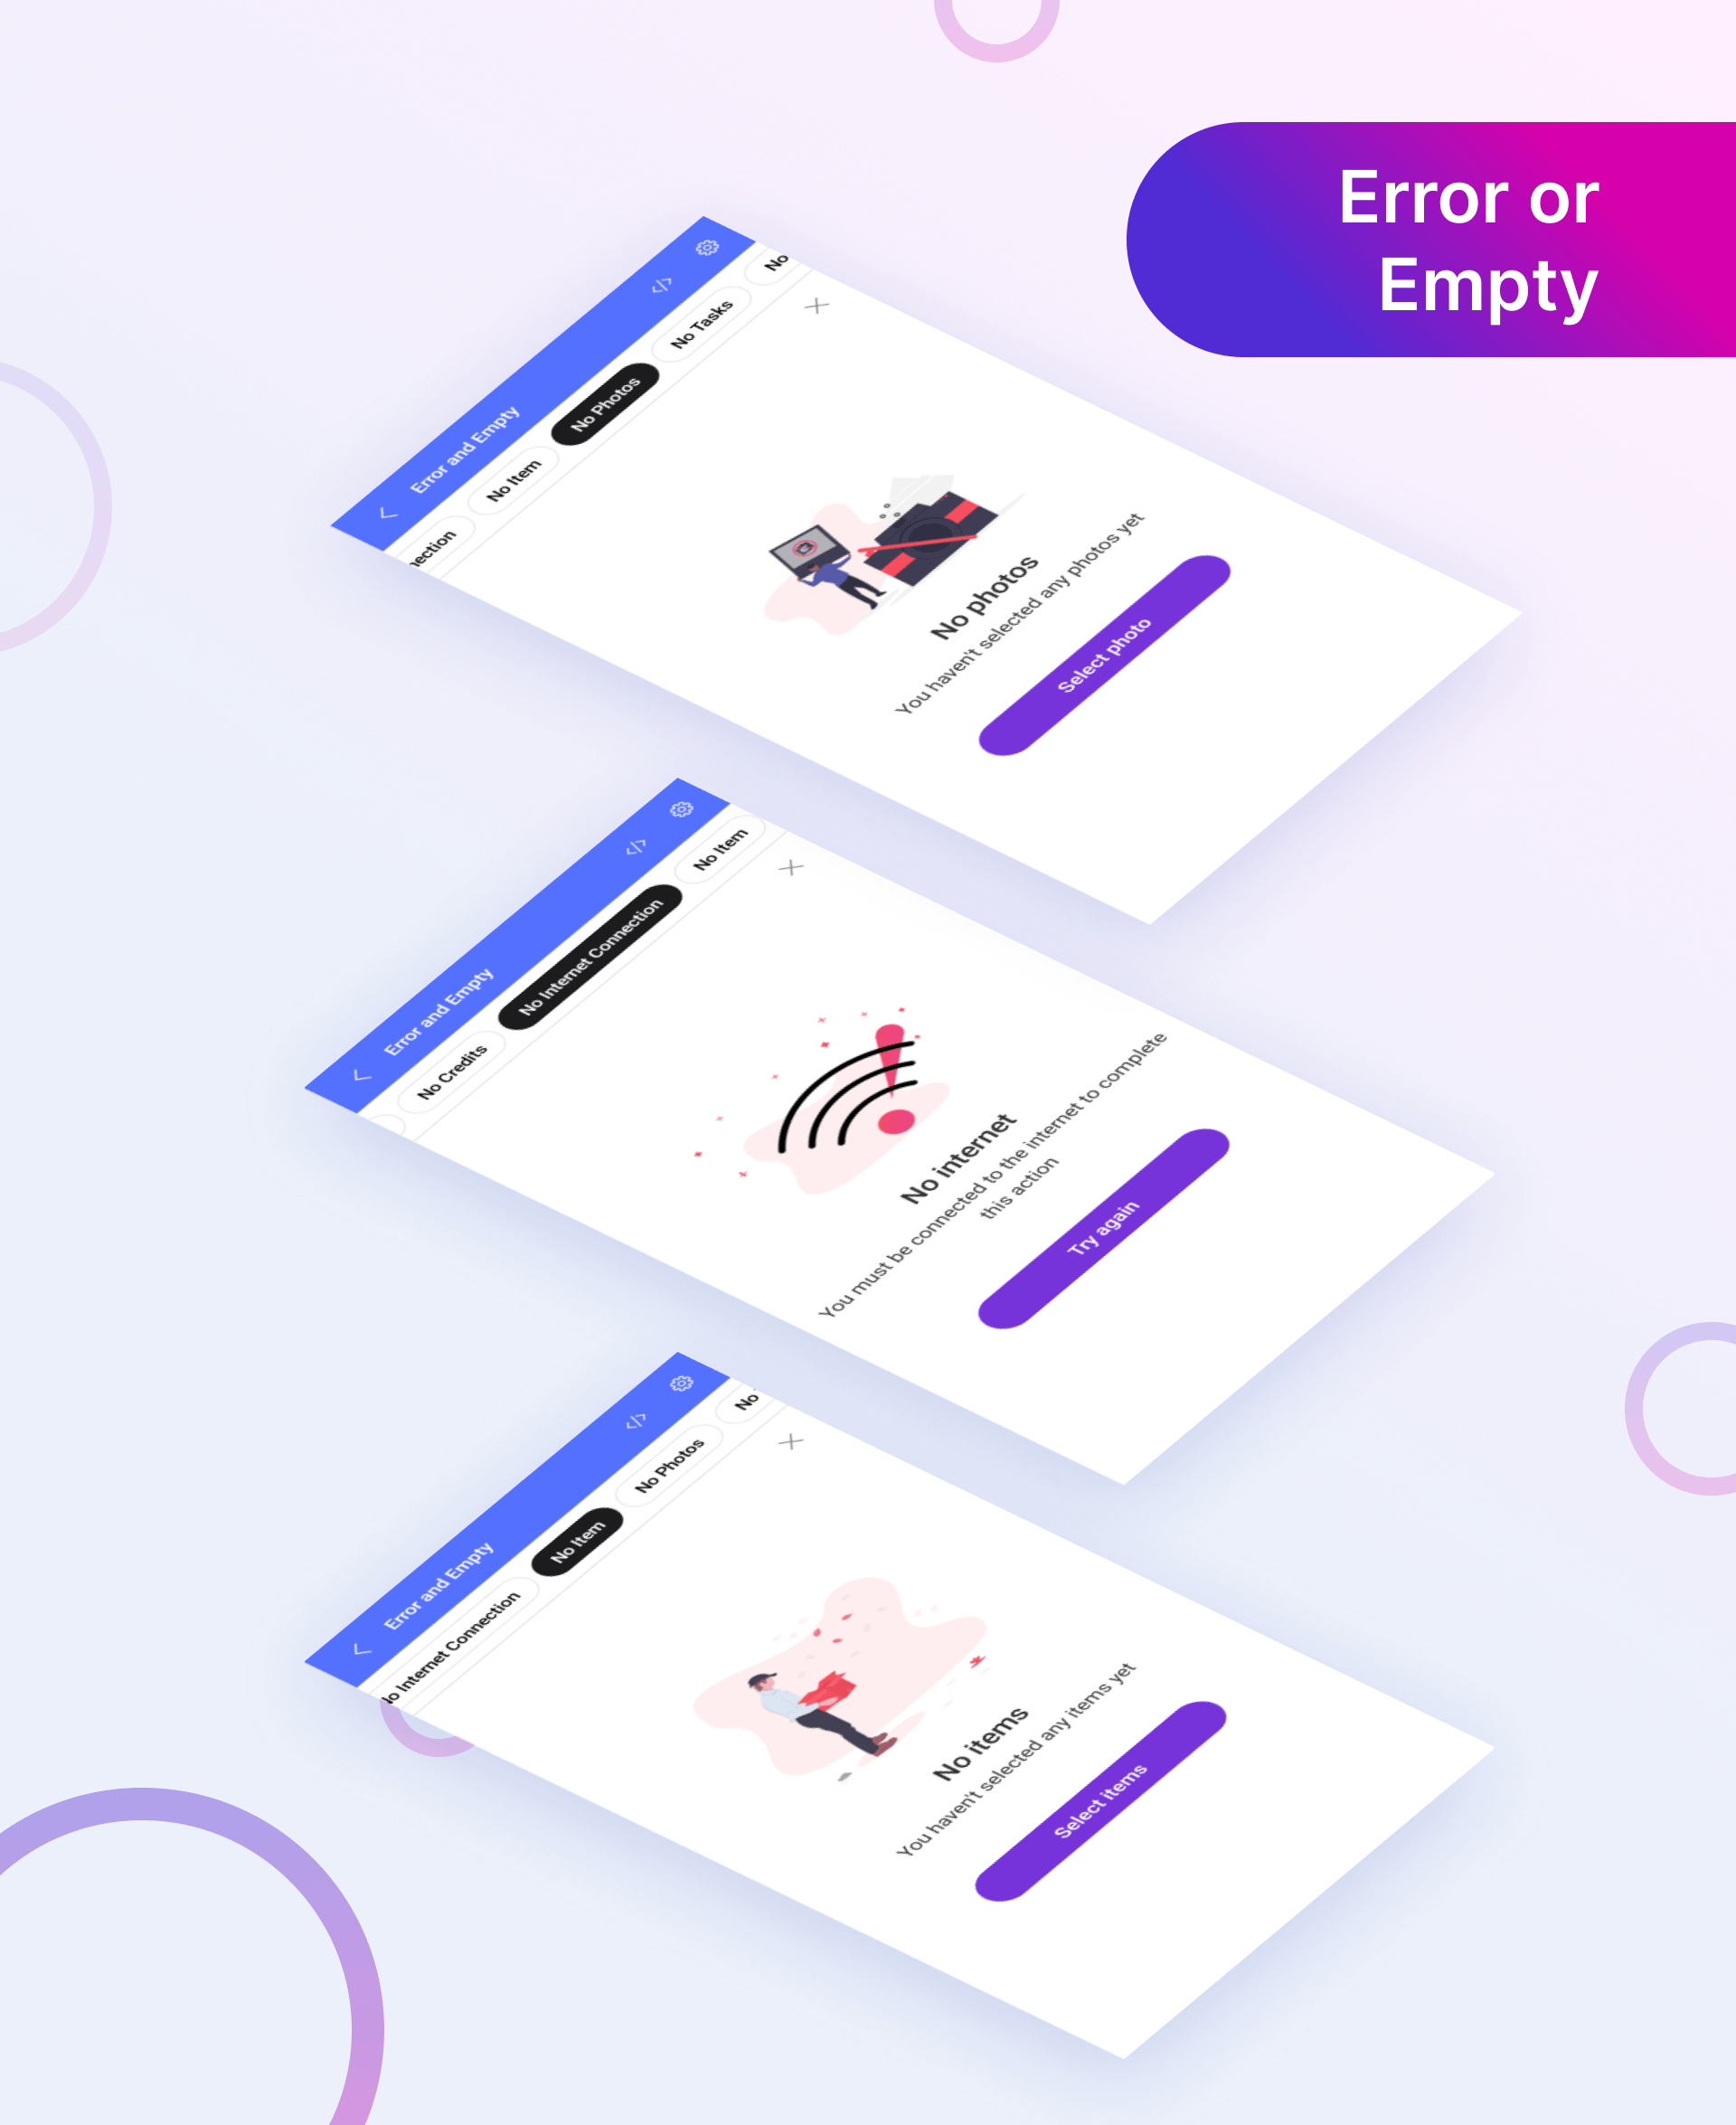 Error or
Empty
Error and Empty
</>
nection
No Item
No Photos
No Tasks
No
No photos
You haven't selected any photos yet
Select photo
Error and Empty
</>
No Credits
No Internet Connection
No Item
No internet
You must be connected to the internet to complete
this action
Try again
Error and Empty
</>
No Internet Connection
No Item
No Photos
No
No items
You haven't selected any items yet
Select items